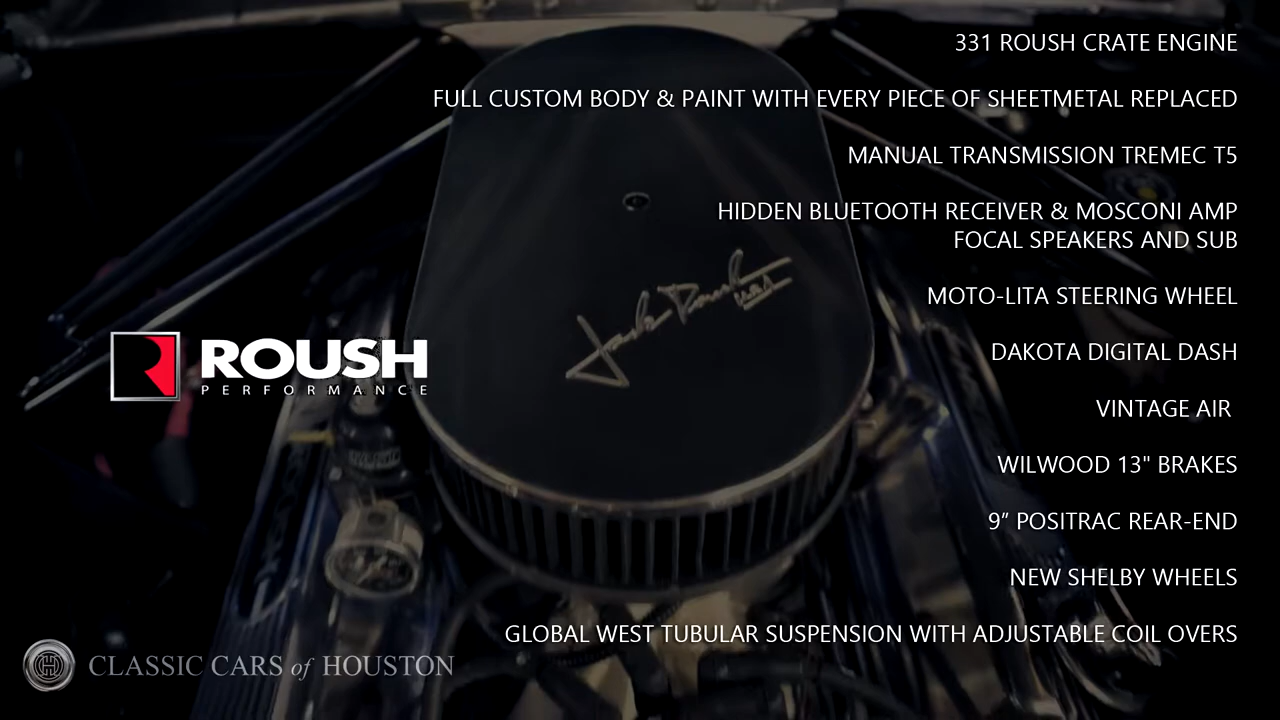 331 ROUSH CRATE ENGINE
FULL CUSTOM BODY & PAINT WITH EVERY PIECE OF SHEETMETAL REPLACED
MANUAL TRANSMISSION TREMEC T5
HIDDEN BLUETOOTH RECEIVER & MOSCONI AMP
FOCAL SPEAKERS AND SUB
MOTO-LITA STEERING WHEEL
DAKOTA DIGITAL DASH
VINTAGE AIR
WILWOOD 13" BRAKES
9” POSITRAC REAR-END
NEW SHELBY WHEELS
GLOBAL WEST TUBULAR SUSPENSION WITH ADJUSTABLE COIL OVERS
Jack Roush
ROUSH
PERFORMANCE
CLASSIC CARS of HOUSTON